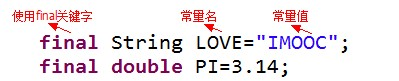 使用final关键字 常量名 常量值
final String LOVE="IMOOC";
final double PI=3.14;